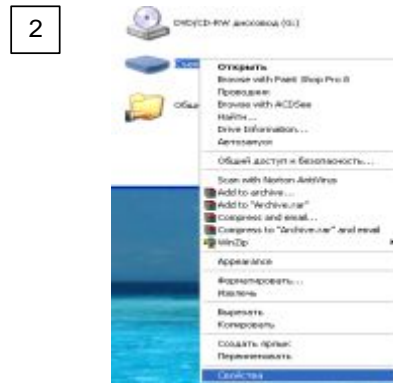 2
DVD/CD-RW дисковод (G:)
Съем
Общи
Открыть
Browse with Paint Shop Pro 8
Проводник
Browse with ACDSee
Найти...
Drive Information...
Автозапуск
Общий доступ и безопасность...
Scan with Norton AntiVirus
Add to archive...
Add to "Archive.rar"
Compress and email...
Compress to "Archive.rar" and email
WinZip
Appearance
Форматировать...
Извлечь
Вырезать
Копировать
Создать ярлык
Переименовать
Свойства